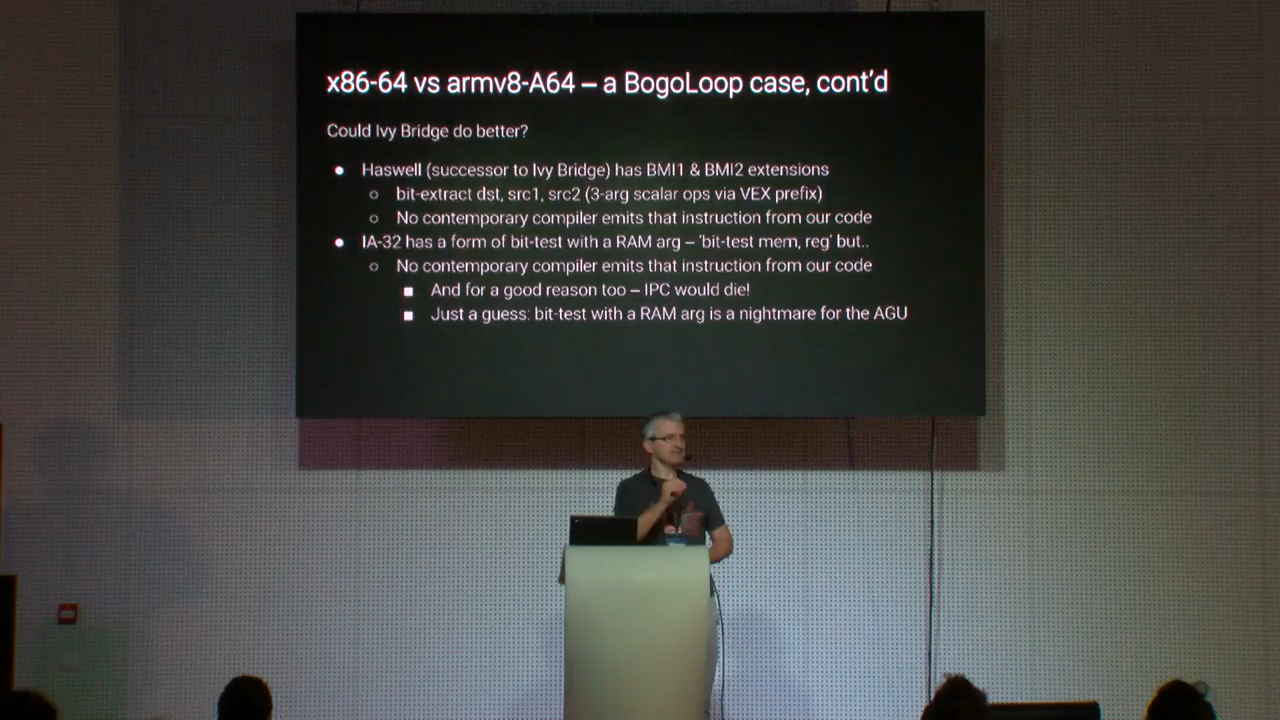 x86-64 vs armv8-A64 – a BogoLoop case, cont'd
Could Ivy Bridge do better?
● Haswell (successor to Ivy Bridge) has BMI1 & BMI2 extensions
○ bit-extract dst, src1, src2 (3-arg scalar ops via VEX prefix)
○ No contemporary compiler emits that instruction from our code
● IA-32 has a form of bit-test with a RAM arg – 'bit-test mem, reg' but..
○ No contemporary compiler emits that instruction from our code
■ And for a good reason too – IPC would die!
■ Just a guess: bit-test with a RAM arg is a nightmare for the AGU